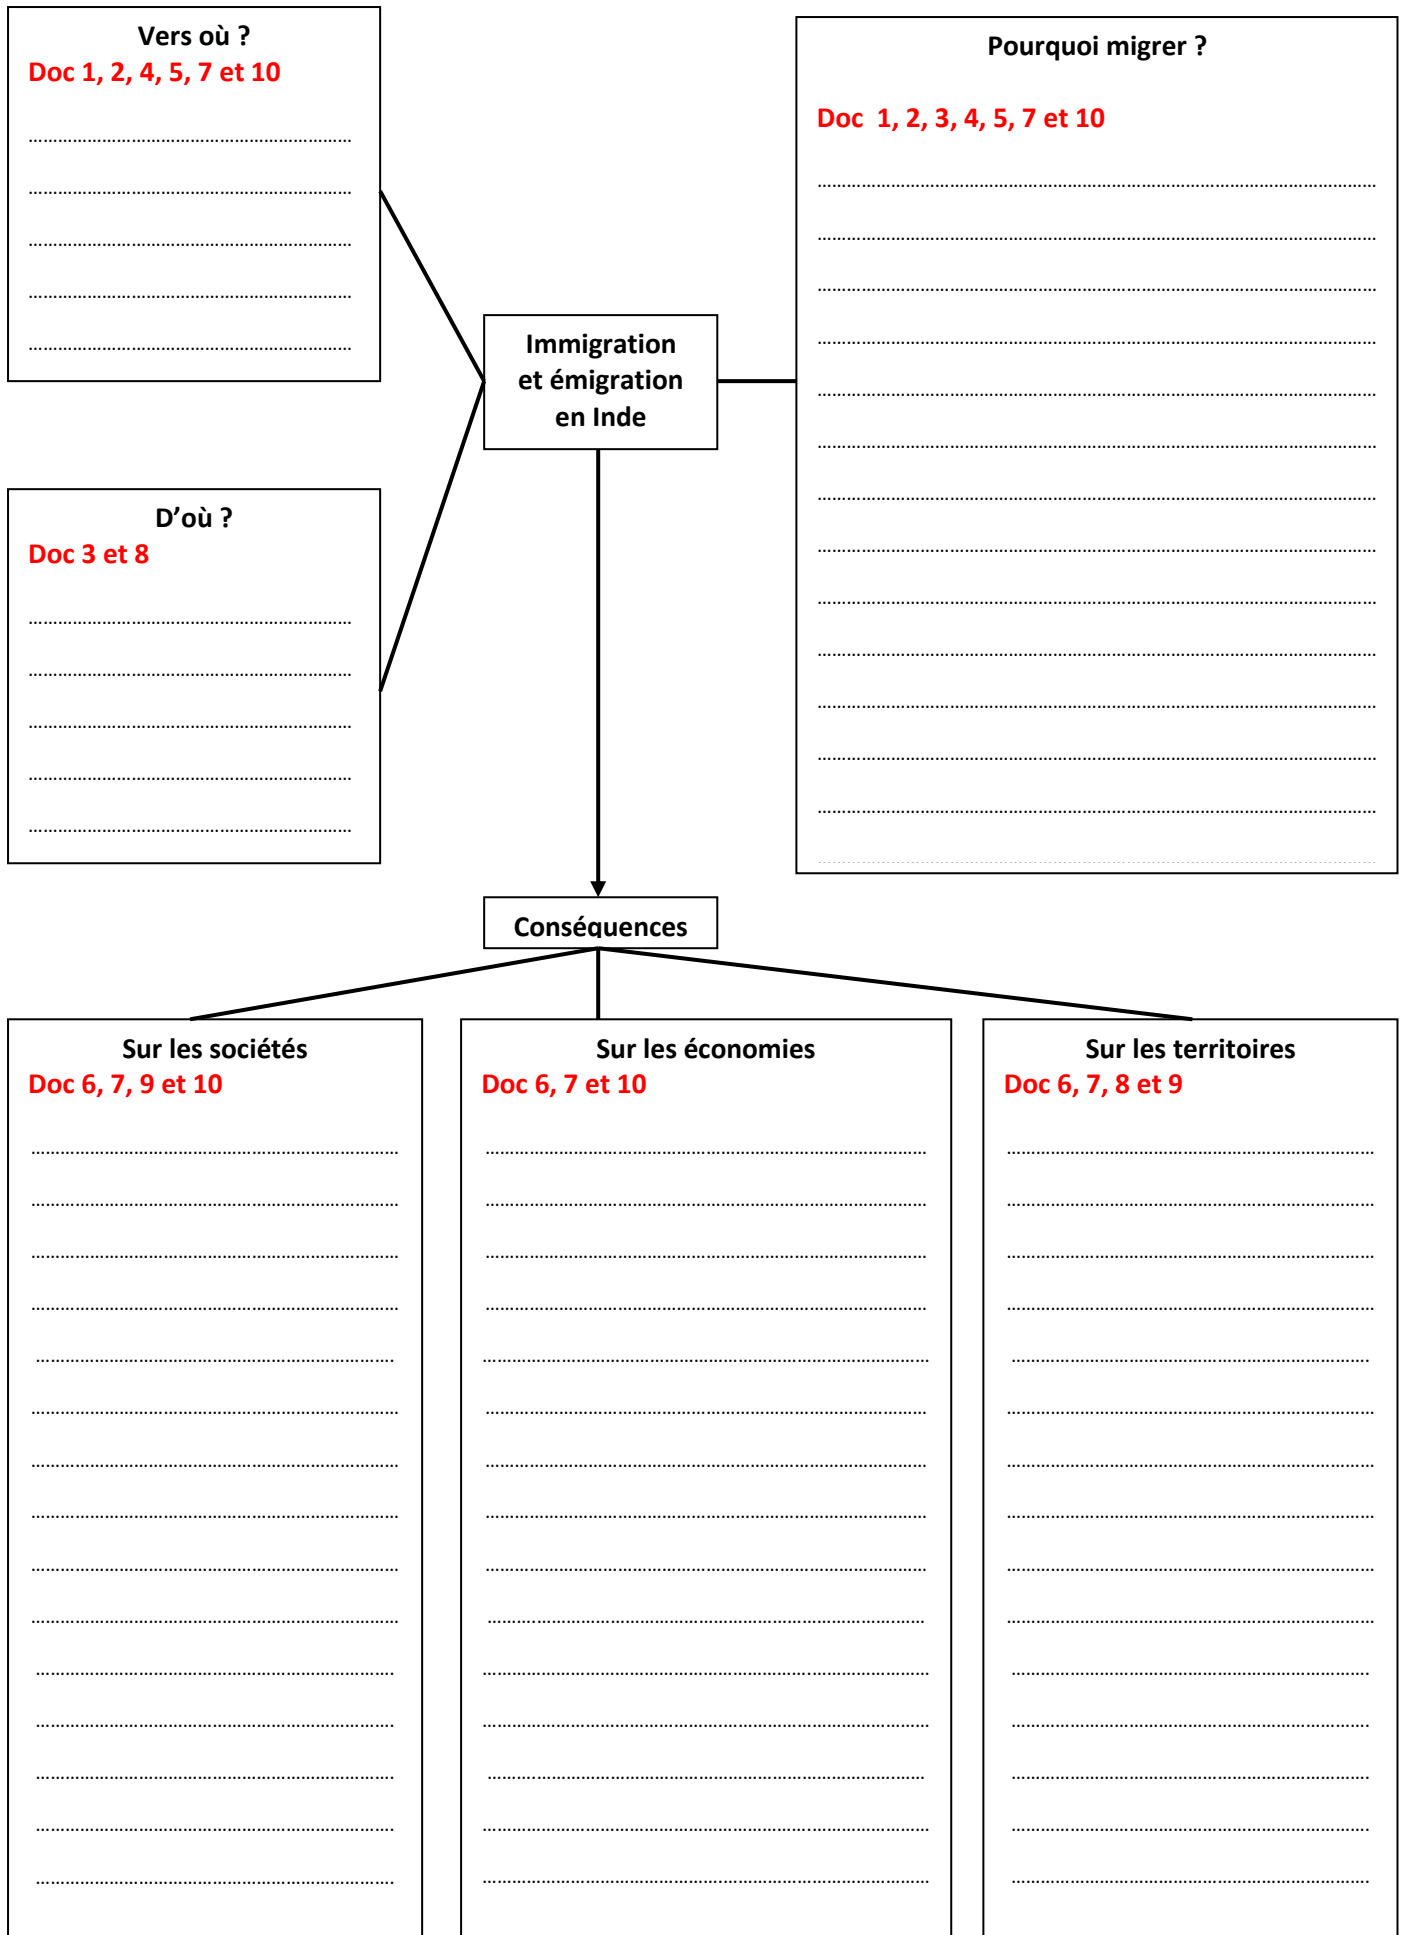 Vers où ?
Doc 1, 2, 4, 5, 7 et 10
Pourquoi migrer ?
Doc  1, 2, 3, 4, 5, 7 et 10
Immigration
et émigration
en Inde
D’où ?
Doc 3 et 8
Conséquences
Sur les sociétés
Doc 6, 7, 9 et 10
Sur les économies
Doc 6, 7 et 10
Sur les territoires
Doc 6, 7, 8 et 9